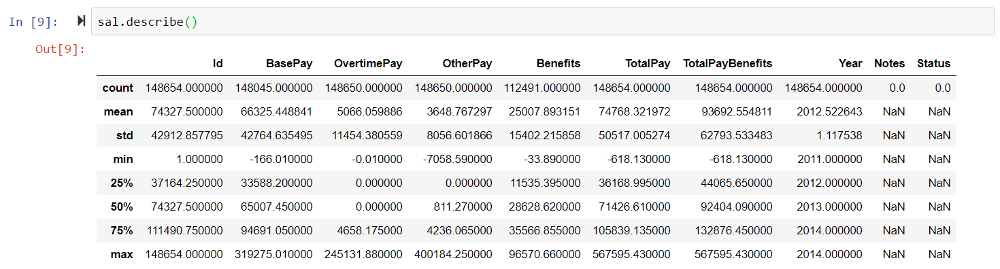 In [9]: sal.describe()
Out[9]:
Id BasePay OvertimePay OtherPay Benefits TotalPay TotalPayBenefits Year Notes Status
count 148654.000000 148045.000000 148650.000000 148650.000000 112491.000000 148654.000000 148654.000000 148654.000000 0.0 0.0
mean 74327.500000 66325.448841 5066.059886 3648.767297 25007.893151 74768.321972 93692.554811 2012.522643 NaN NaN
std 42912.857795 42764.635495 11454.380559 8056.601866 15402.215858 50517.005274 62793.533483 1.117538 NaN NaN
min 1.000000 -166.010000 -0.010000 -7058.590000 -33.890000 -618.130000 -618.130000 2011.000000 NaN NaN
25% 37164.250000 33588.200000 0.000000 0.000000 11535.395000 36168.995000 44065.650000 2012.000000 NaN NaN
50% 74327.500000 65007.450000 0.000000 811.270000 28628.620000 71426.610000 92404.090000 2013.000000 NaN NaN
75% 111490.750000 94691.050000 4658.175000 4236.065000 35566.855000 105839.135000 132876.450000 2014.000000 NaN NaN
max 148654.000000 319275.010000 245131.880000 400184.250000 96570.660000 567595.430000 567595.430000 2014.000000 NaN NaN